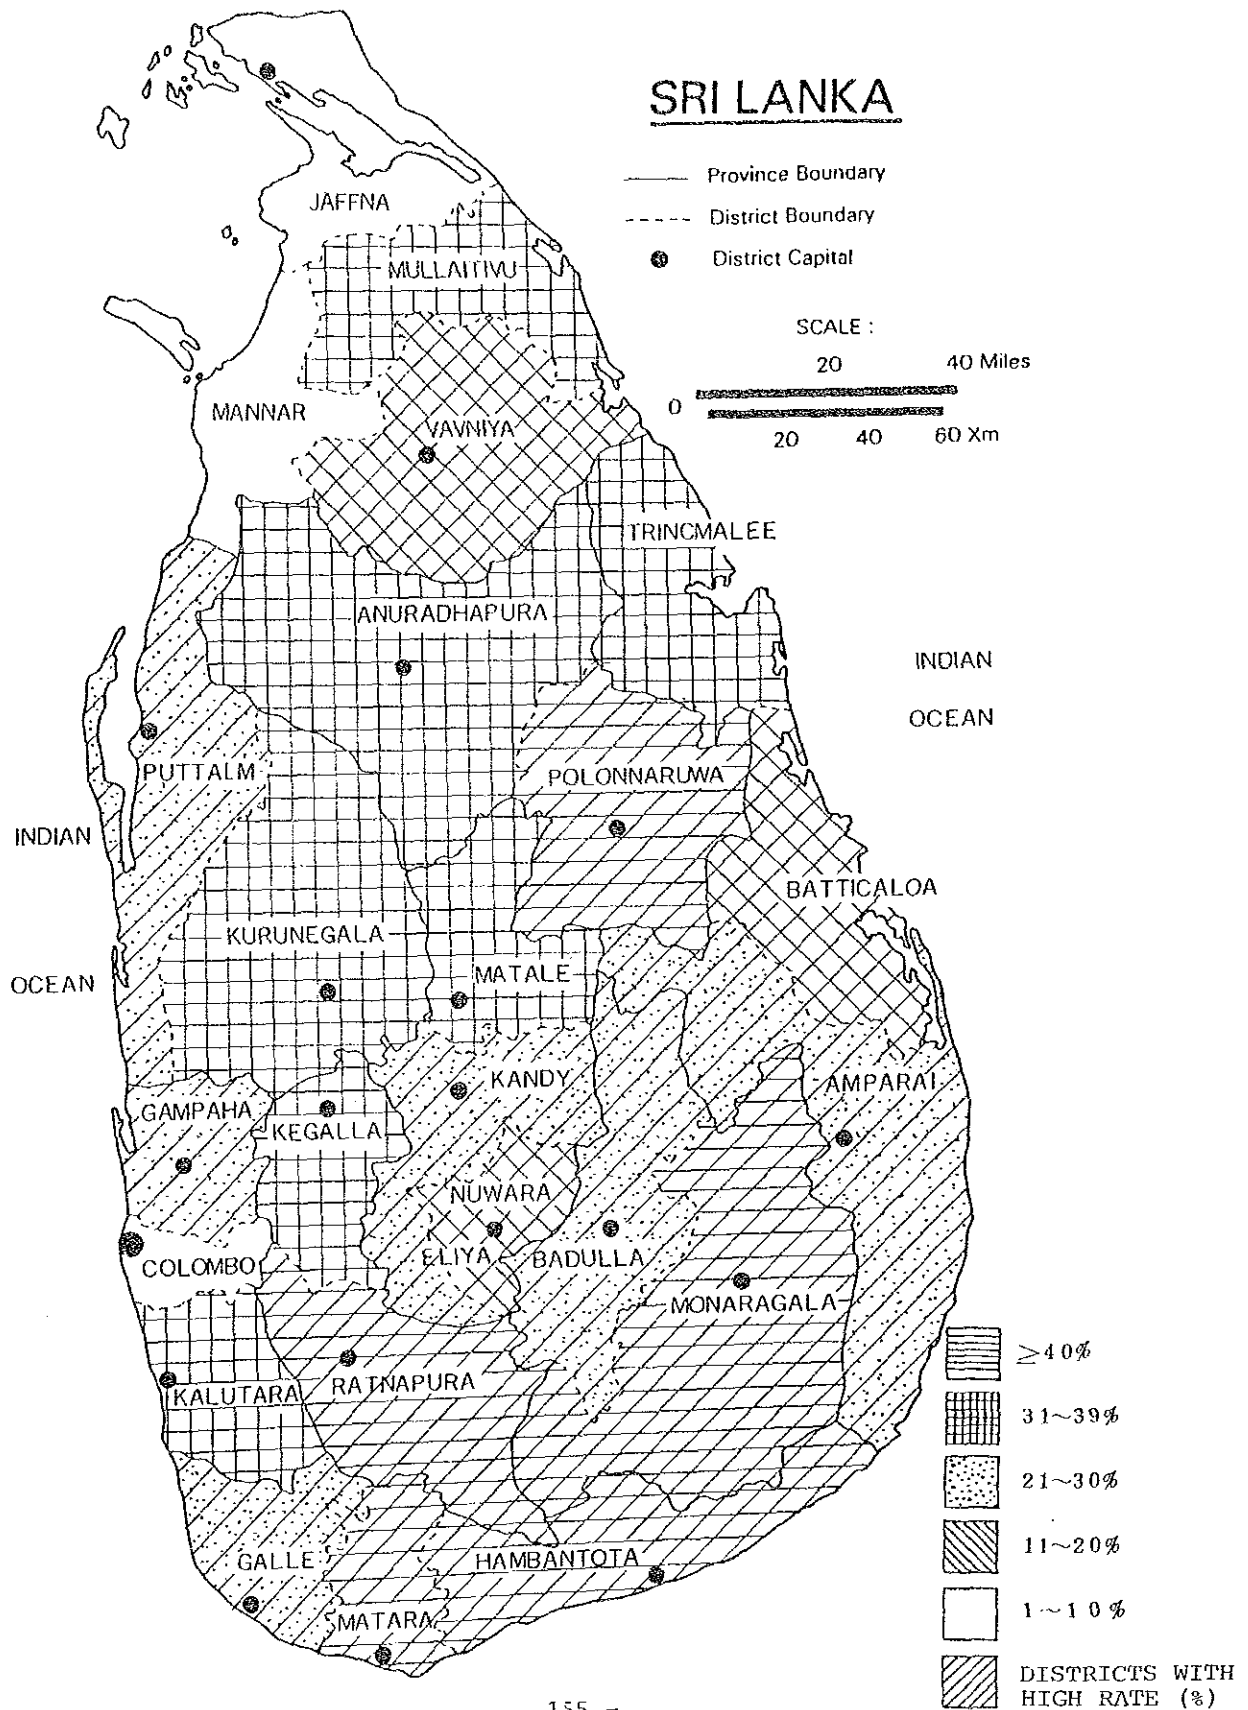 SRI LANKA
Province Boundary
District Boundary
District Capital
SCALE :
20 40 Miles
0
20 40 60 Xm
JAFFNA
MULLAITIVU
MANNAR
VAVNIYA
TRINCMALEE
ANURADHAPURA
INDIAN
OCEAN
PUTTALM
POLONNARUWA
INDIAN
OCEAN
BATTICALOA
KURUNEGALA
MATALE
KANDY
AMPARAI
GAMPAHA
KEGALLA
NUWARA
ELIYA
BADULLA
COLOMBO
MONARAGALA
KALUTARA
RATNAPURA
GALLE
HAMBANTOTA
MATARA
≥40%
31~39%
21~30%
11~20%
1~10%
DISTRICTS WITH
HIGH RATE (%)